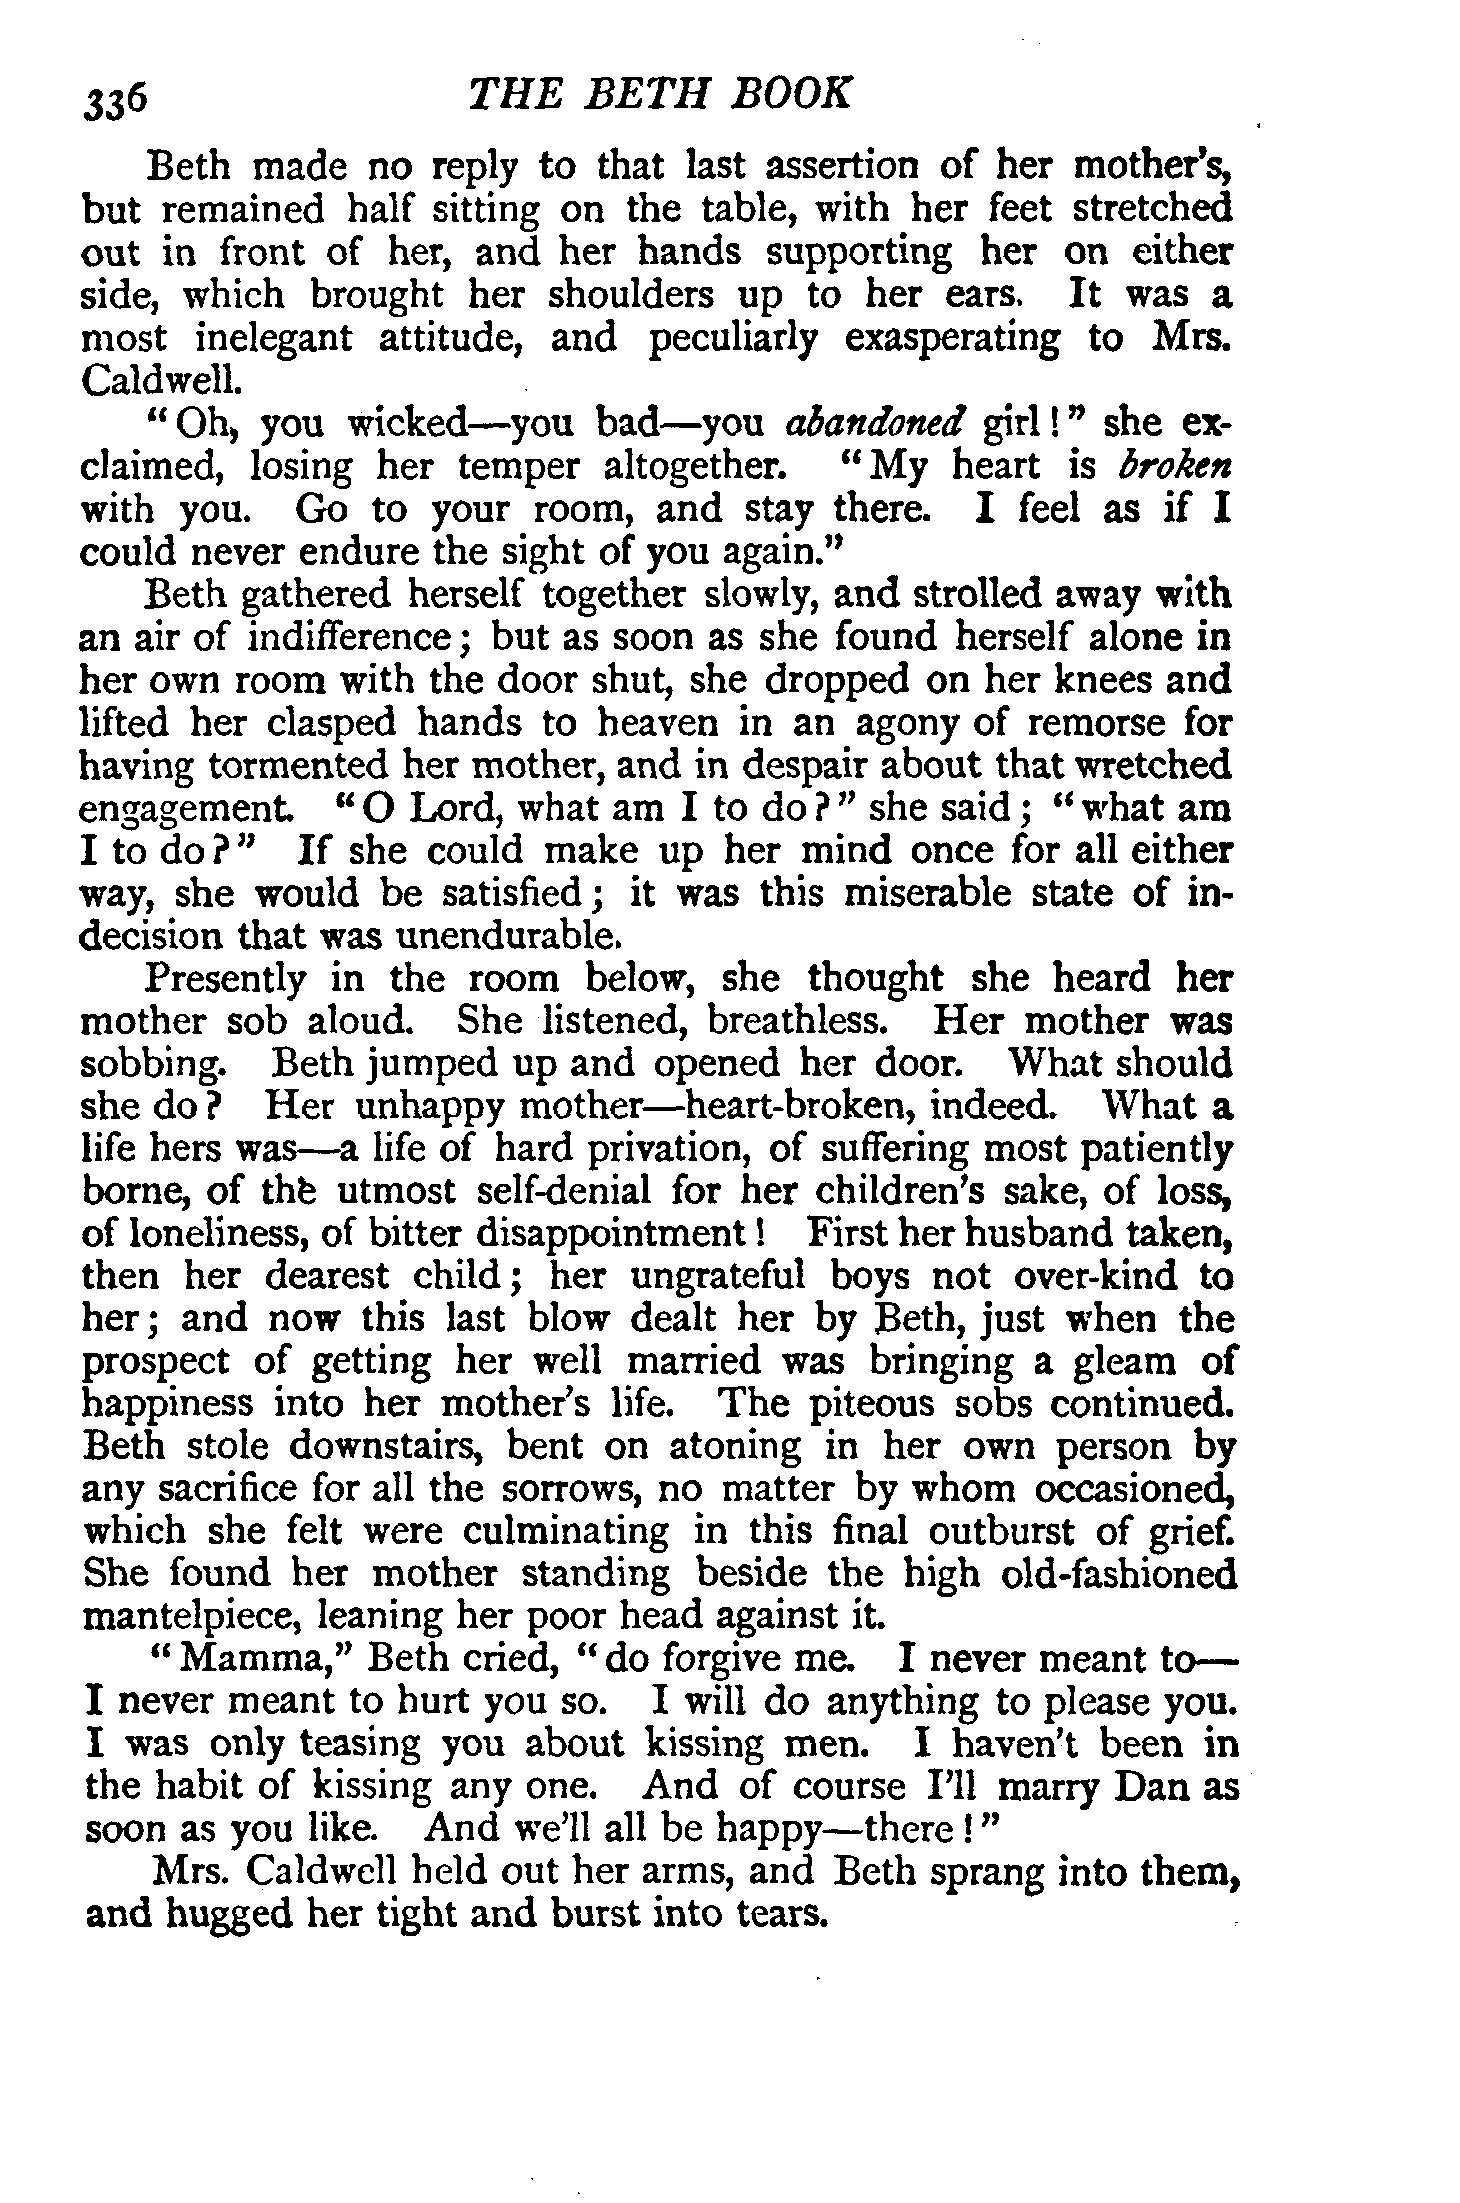 336 THE BETH BOOK
Beth made no reply to that last assertion of her mother's,
but remained half sitting on the table, with her feet stretched
out in front of her, and her hands supporting her on either
side, which brought her shoulders up to her ears. It was a
most inelegant attitude, and peculiarly exasperating to Mrs.
Caldwell.
“Oh, you wicked—you bad—you abandoned girl!” she ex-
claimed, losing her temper altogether. “My heart is broken
with you. Go to your room, and stay there. I feel as if I
could never endure the sight of you again.”
Beth gathered herself together slowly, and strolled away with
an air of indifference; but as soon as she found herself alone in
her own room with the door shut, she dropped on her knees and
lifted her clasped hands to heaven in an agony of remorse for
having tormented her mother, and in despair about that wretched
engagement. “O Lord, what am I to do?” she said; “what am
I to do?” If she could make up her mind once for all either
way, she would be satisfied; it was this miserable state of in-
decision that was unendurable.
Presently in the room below, she thought she heard her
mother sob aloud. She listened, breathless. Her mother was
sobbing. Beth jumped up and opened her door. What should
she do? Her unhappy mother—heart-broken, indeed. What a
life hers was—a life of hard privation, of suffering most patiently
borne, of the utmost self-denial for her children's sake, of loss,
of loneliness, of bitter disappointment! First her husband taken,
then her dearest child; her ungrateful boys not over-kind to
her; and now this last blow dealt her by Beth, just when the
prospect of getting her well married was bringing a gleam of
happiness into her mother's life. The piteous sobs continued.
Beth stole downstairs, bent on atoning in her own person by
any sacrifice for all the sorrows, no matter by whom occasioned,
which she felt were culminating in this final outburst of grief.
She found her mother standing beside the high old-fashioned
mantelpiece, leaning her poor head against it.
“Mamma,” Beth cried, “do forgive me. I never meant to—
I never meant to hurt you so. I will do anything to please you.
I was only teasing you about kissing men. I haven't been in
the habit of kissing any one. And of course I'll marry Dan as
soon as you like. And we'll all be happy—there!”
Mrs. Caldwell held out her arms, and Beth sprang into them,
and hugged her tight and burst into tears.